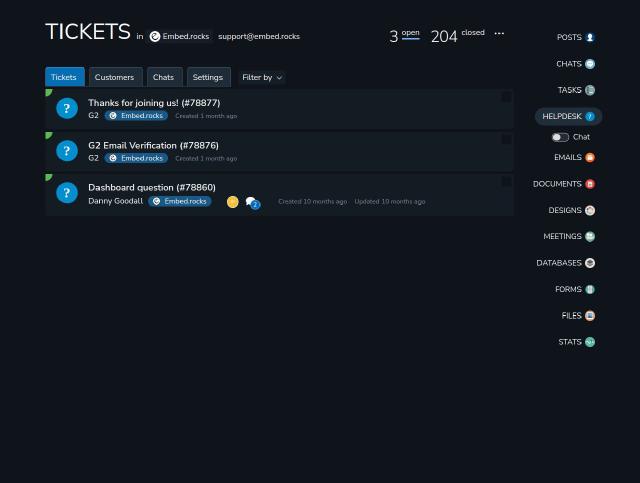 TICKETS in Embed.rocks support@embed.rocks
3 open 204 closed
Tickets Customers Chats Settings Filter by
Thanks for joining us! (#78877)
G2 Embed.rocks Created 1 month ago
G2 Email Verification (#78876)
G2 Embed.rocks Created 1 month ago
Dashboard question (#78860)
Danny Goodall Embed.rocks 2 Created 10 months ago Updated 10 months ago
POSTS
CHATS
TASKS
HELPDESK
Chat
EMAILS
DOCUMENTS
DESIGNS
MEETINGS
DATABASES
FORMS
FILES
STATS